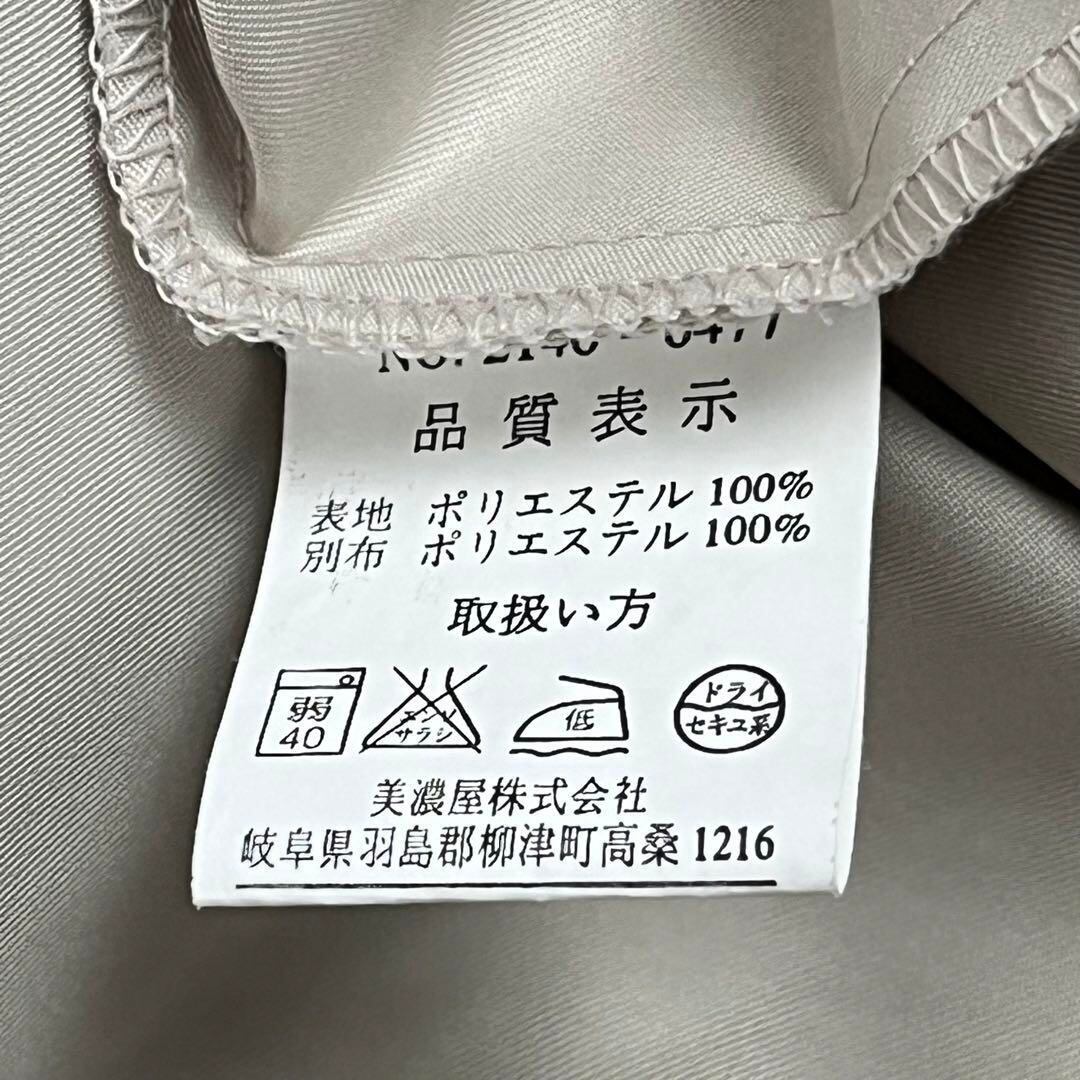 No. 2140-0477
品質表示
表地 ポリエステル 100%
別布 ポリエステル 100%
取扱い方
弱
40
エンソ
サラシ
低
ドライ
セキユ系
美濃屋株式会社
岐阜県羽島郡柳津町高桑 1216